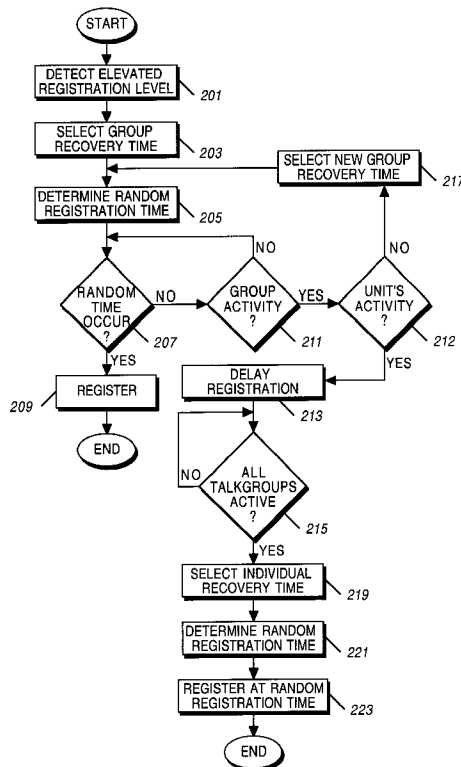 START
DETECT ELEVATED
REGISTRATION LEVEL
201
SELECT GROUP
RECOVERY TIME
203
SELECT NEW GROUP
RECOVERY TIME
217
DETERMINE RANDOM
REGISTRATION TIME
205
NO
NO
RANDOM
TIME
OCCUR
?
207
NO
GROUP
ACTIVITY
?
211
YES
UNIT'S
ACTIVITY
?
212
YES
YES
209
REGISTER
END
DELAY
REGISTRATION
213
NO
ALL
TALKGROUPS
ACTIVE
?
215
YES
SELECT INDIVIDUAL
RECOVERY TIME
219
DETERMINE RANDOM
REGISTRATION TIME
221
REGISTER AT RANDOM
REGISTRATION TIME
223
END